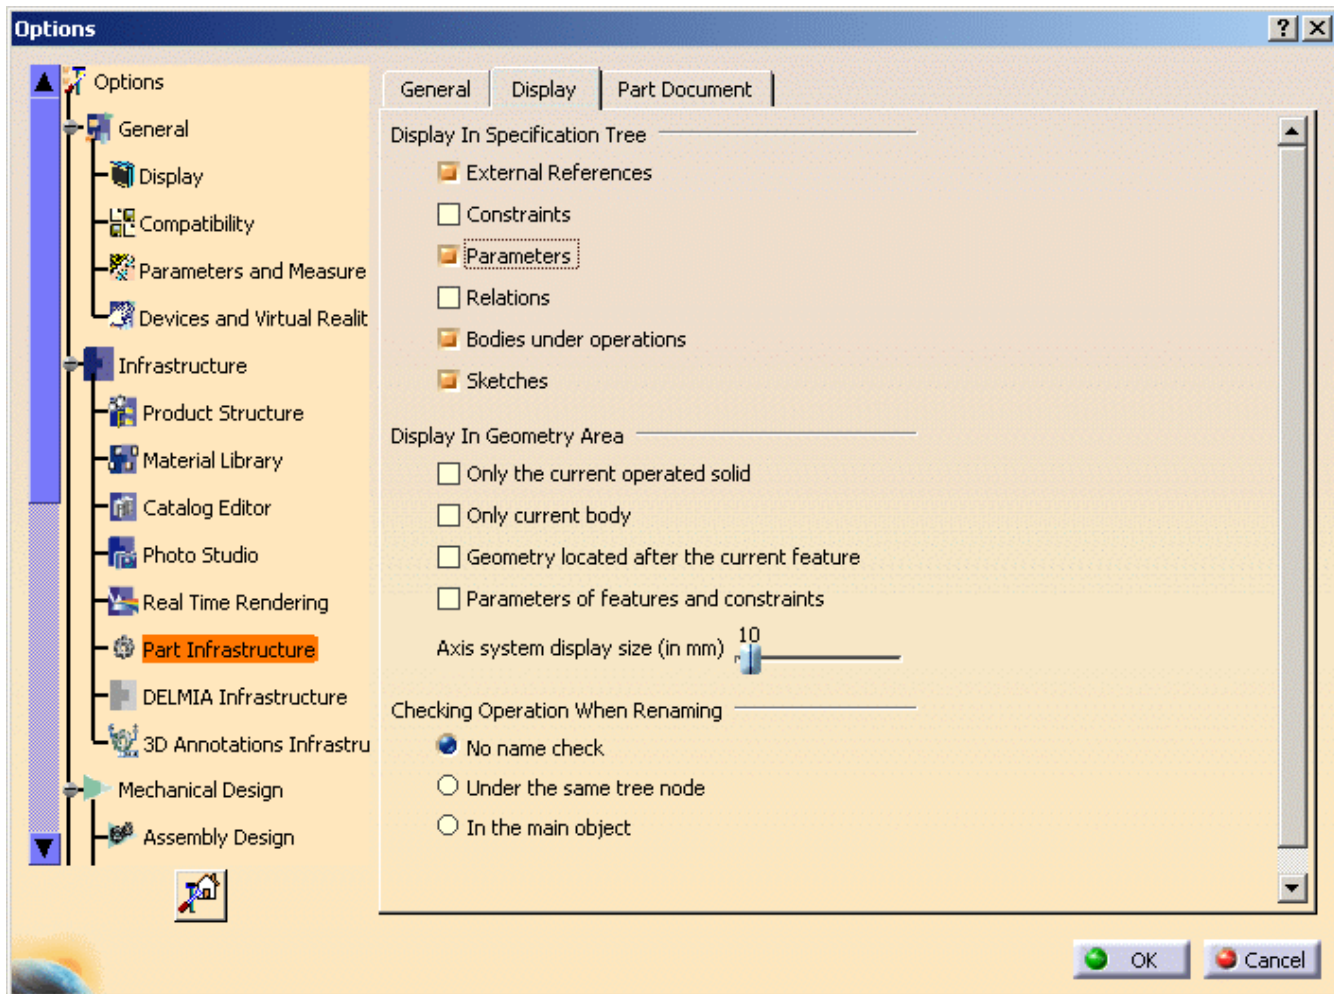 Options
Options
General
Display
Compatibility
Parameters and Measure
Devices and Virtual Realit
Infrastructure
Product Structure
Material Library
Catalog Editor
Photo Studio
Real Time Rendering
Part Infrastructure
DELMIA Infrastructure
3D Annotations Infrastru
Mechanical Design
Assembly Design
General Display Part Document
Display In Specification Tree
External References
Constraints
Parameters
Relations
Bodies under operations
Sketches
Display In Geometry Area
Only the current operated solid
Only current body
Geometry located after the current feature
Parameters of features and constraints
10
Axis system display size (in mm)
Checking Operation When Renaming
No name check
Under the same tree node
In the main object
OK Cancel